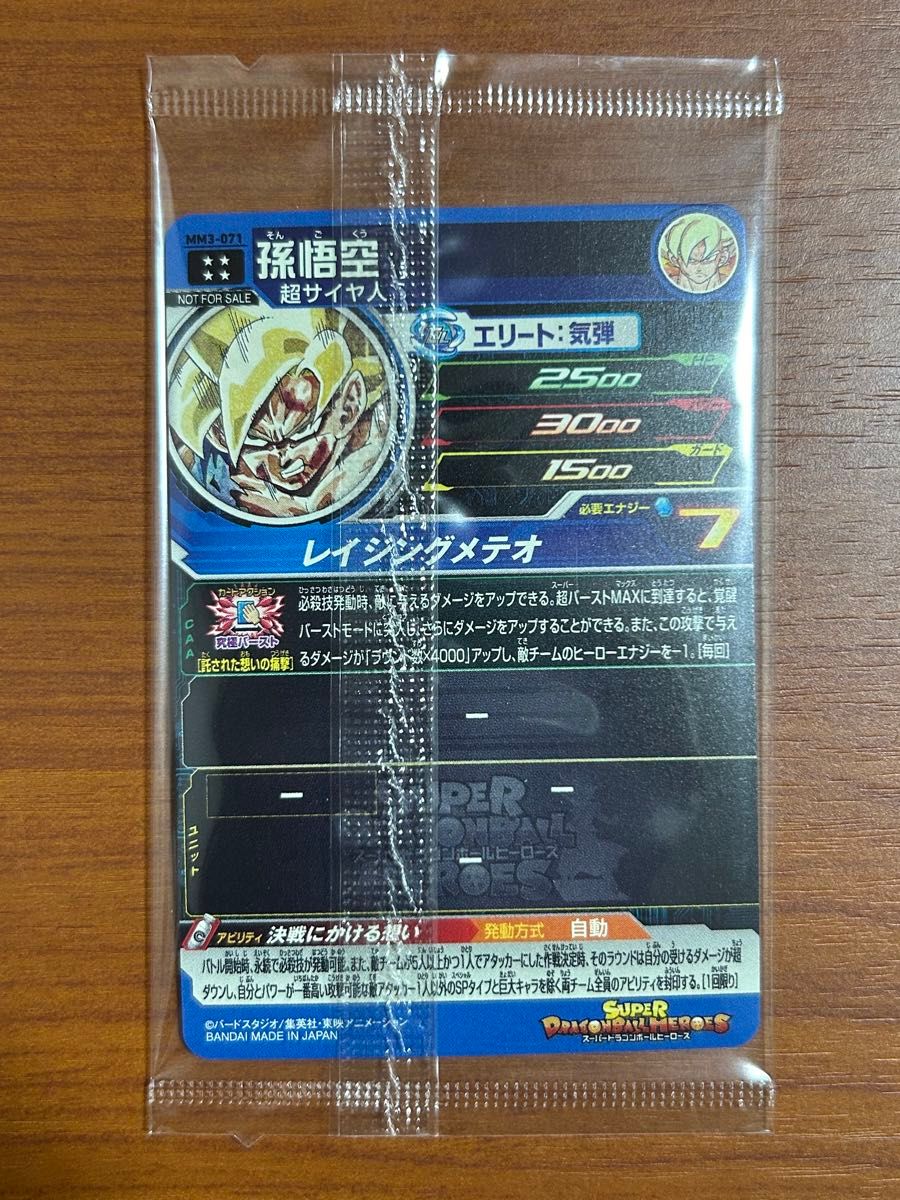 MM3-071
そん ご くう
孫悟空
★★
★★
超サイヤ人
NOT FOR SALE
エリート:気弾
2500
パワー
3000
ガード
1500
必要エナジー 7
レイジングメテオ
CAA
カードアクション
究極バースト
[託された想いの痛撃]
必殺技発動時、敵に与えるダメージをアップできる。超バーストMAXに到達すると、覚醒
バーストモードに突入し、さらにダメージをアップすることができる。また、この攻撃で与え
るダメージが「ラウンド数×4000」アップし、敵チームのヒーローエナジーを-1。[毎回]
ー
ー ー
ユニット
SUPER
DRAGONBALL
スーパードラゴンボールヒーローズ
ー
HEROES
アビリティ 決戦にかける想い 発動方式 自動
バトル開始時、永続で必殺技が発動可能。また、敵チームが5人以上かつ1人でアタッカーにした作戦決定時、そのラウンドは自分の受けるダメージが超
ダウンし、自分とパワーが一番高い攻撃可能な敵アタッカー1人以外のSPタイプと巨大キャラを除く両チーム全員のアビリティを封印する。[1回限り]
©バードスタジオ/集英社・東映アニメーション
BANDAI MADE IN JAPAN
SUPER
DRAGONBALL HEROES
スーパードラゴンボールヒーローズ